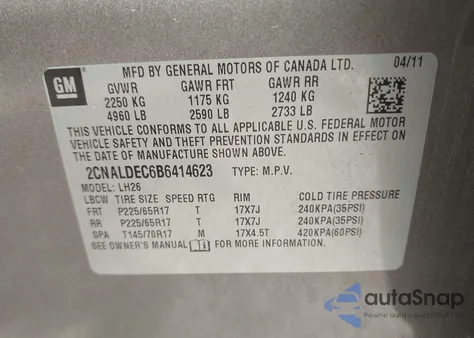 GM
MFD BY GENERAL MOTORS OF CANADA LTD. 04/11
GVWR GAWR FRT GAWR RR
2250 KG 1175 KG 1240 KG
4960 LB 2590 LB 2733 LB
THIS VEHICLE CONFORMS TO ALL APPLICABLE U.S. FEDERAL MOTOR
VEHICLE SAFETY AND THEFT PREVENTION STANDARDS IN EFFECT ON
THE DATE OF MANUFACTURE SHOWN ABOVE.
2CNALDEC6B6414623 TYPE: M.P.V.
MODEL: LH26
LBCW TIRE SIZE SPEED RTG RIM COLD TIRE PRESSURE
FRT P225/65R17 T 17X7J 240KPA(35PSI)
RR P225/65R17 T 17X7J 240KPA(35PSI)
SPA T145/70R17 M 17X4.5T 420KPA(60PSI)
SEE OWNER'S MANUAL i FOR MORE INFORMATION
autoSnap
Pewne auto z USA